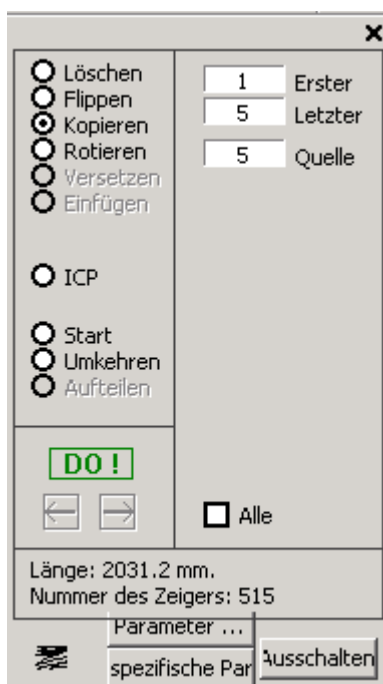 Löschen
Flippen
Kopieren
Rotieren
Versetzen
Einfügen
ICP
Start
Umkehren
Aufteilen
1 Erster
5 Letzter
5 Quelle
DO !
Alle
Länge: 2031.2 mm.
Nummer des Zeigers: 515
Parameter ...
spezifische Par
Ausschalten